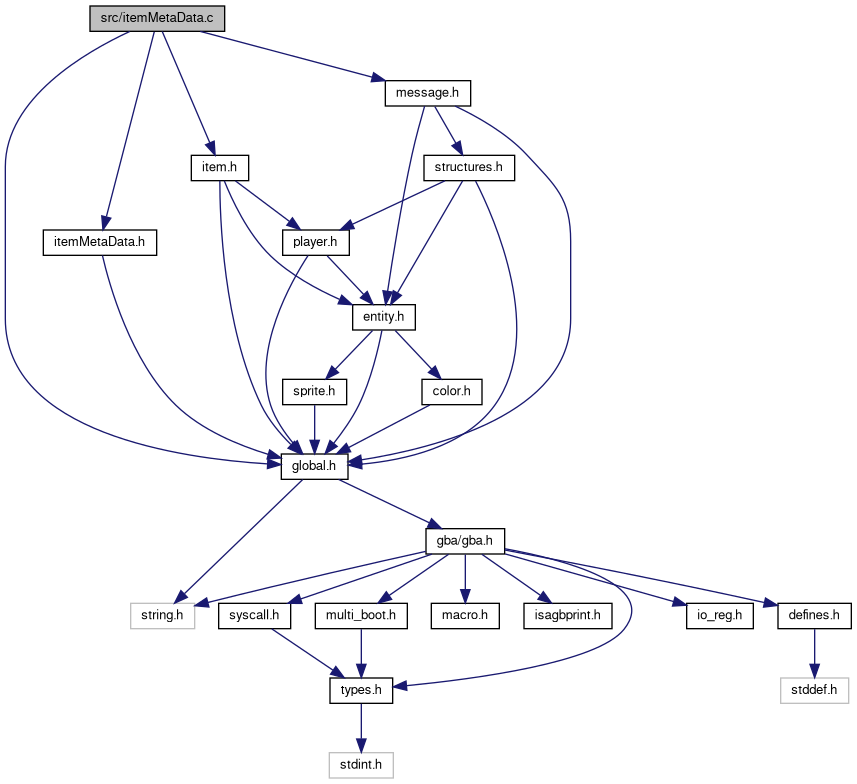 src/itemMetaData.c
message.h
item.h
structures.h
itemMetaData.h
player.h
entity.h
sprite.h
color.h
global.h
gba/gba.h
string.h
syscall.h
multi_boot.h
macro.h
isagbprint.h
io_reg.h
defines.h
types.h
stddef.h
stdint.h